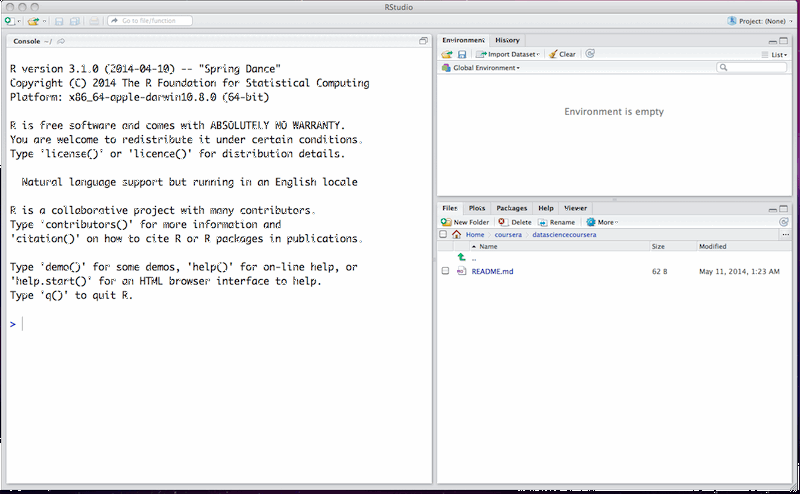 RStudio
Go to file/function
Project: (None)
Console ~/
R version 3.1.0 (2014-04-10) -- "Spring Dance"
Copyright (C) 2014 The R Foundation for Statistical Computing
Platform: x86_64-apple-darwin10.8.0 (64-bit)
R is free software and comes with ABSOLUTELY NO WARRANTY.
You are welcome to redistribute it under certain conditions.
Type 'license()' or 'licence()' for distribution details.
Natural language support but running in an English locale
R is a collaborative project with many contributors.
Type 'contributors()' for more information and
'citation()' on how to cite R or R packages in publications.
Type 'demo()' for some demos, 'help()' for on-line help, or
'help.start()' for an HTML browser interface to help.
Type 'q()' to quit R.
>
Environment History
Import Dataset Clear List
Global Environment
Environment is empty
Files Plots Packages Help Viewer
New Folder Delete Rename More
Home coursera datasciencecoursera ...
Name Size Modified
..
README.md 62 B May 11, 2014, 1:23 AM